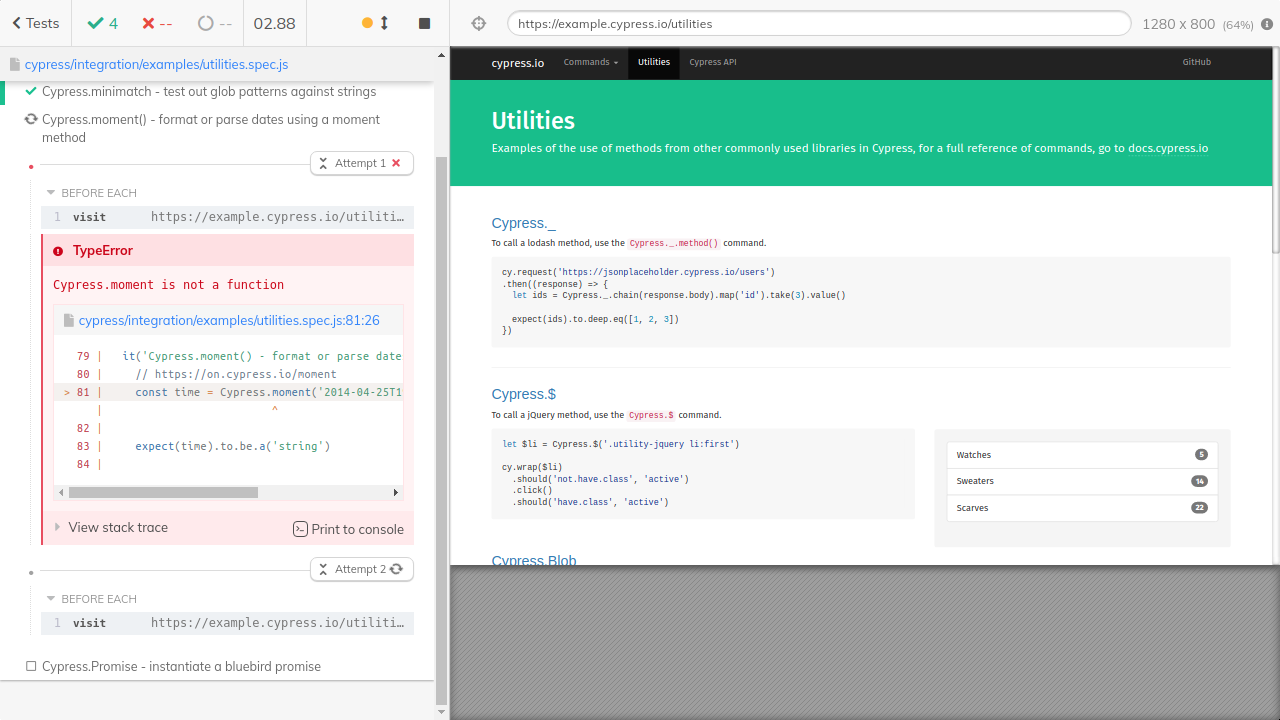 Tests
4
--
--
02.88
https://example.cypress.io/utilities
1280 x 800 (64%)
cypress/integration/examples/utilities.spec.js
Cypress.minimatch - test out glob patterns against strings
Cypress.moment() - format or parse dates using a moment
method
Attempt 1
BEFORE EACH
1 visit https://example.cypress.io/utiliti…
TypeError
Cypress.moment is not a function
cypress/integration/examples/utilities.spec.js:81:26
79 | it('Cypress.moment() - format or parse date
80 | // https://on.cypress.io/moment
> 81 | const time = Cypress.moment('2014-04-25T1
| ^
82 |
83 | expect(time).to.be.a('string')
84 |
View stack trace
Print to console
Attempt 2
BEFORE EACH
1 visit https://example.cypress.io/utiliti…
Cypress.Promise - instantiate a bluebird promise
cypress.io Commands Utilities Cypress API GitHub
Utilities
Examples of the use of methods from other commonly used libraries in Cypress, for a full reference of commands, go to docs.cypress.io
Cypress._
To call a lodash method, use the Cypress._.method() command.
cy.request('https://jsonplaceholder.cypress.io/users')
.then((response) => {
let ids = Cypress._.chain(response.body).map('id').take(3).value()
expect(ids).to.deep.eq([1, 2, 3])
})
Cypress.$
To call a jQuery method, use the Cypress.$ command.
let $li = Cypress.$('.utility-jquery li:first')
cy.wrap($li)
.should('not.have.class', 'active')
.click()
.should('have.class', 'active')
Watches 5
Sweaters 14
Scarves 22
Cypress.Blob